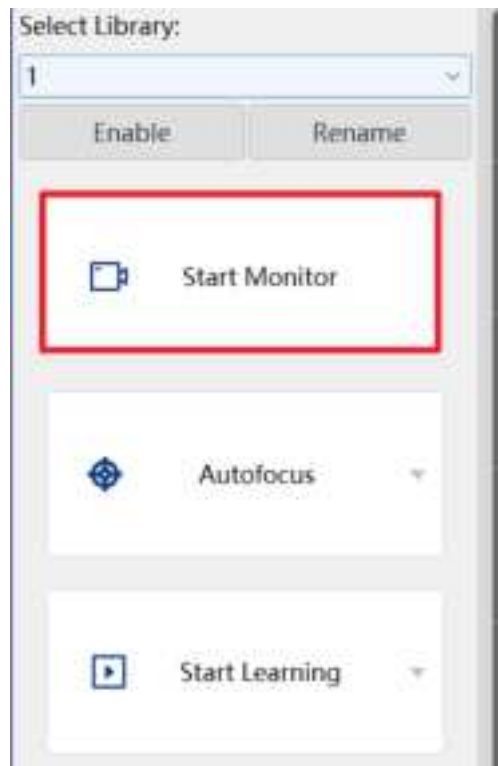 Select Library:
1
Enable Rename
Start Monitor
Autofocus
Start Learning